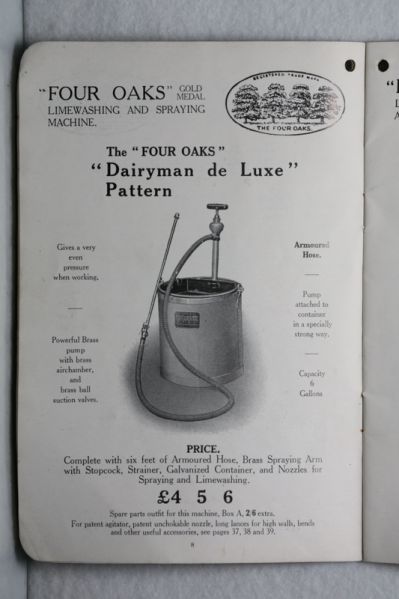 "FOUR OAKS" GOLD MEDAL
LIMEWASHING AND SPRAYING
MACHINE.
REGISTERED TRADE MARK
THE FOUR OAKS.
The "FOUR OAKS"
"Dairyman de Luxe"
Pattern
Gives a very
even
pressure
when working.
Powerful Brass
pump
with brass
airchamber,
and
brass ball
suction valves.
Armoured
Hose.
Pump
attached to
container
in a specially
strong way.
Capacity
6
Gallons
PRICE.
Complete with six feet of Armoured Hose, Brass Spraying Arm
with Stopcock, Strainer, Galvanized Container, and Nozzles for
Spraying and Limewashing.
£4 5 6
Spare parts outfit for this machine, Box A, 2/6 extra.
For patent agitator, patent unchokable nozzle, long lances for high walls, bends
and other useful accessories, see pages 37, 38 and 39.
8